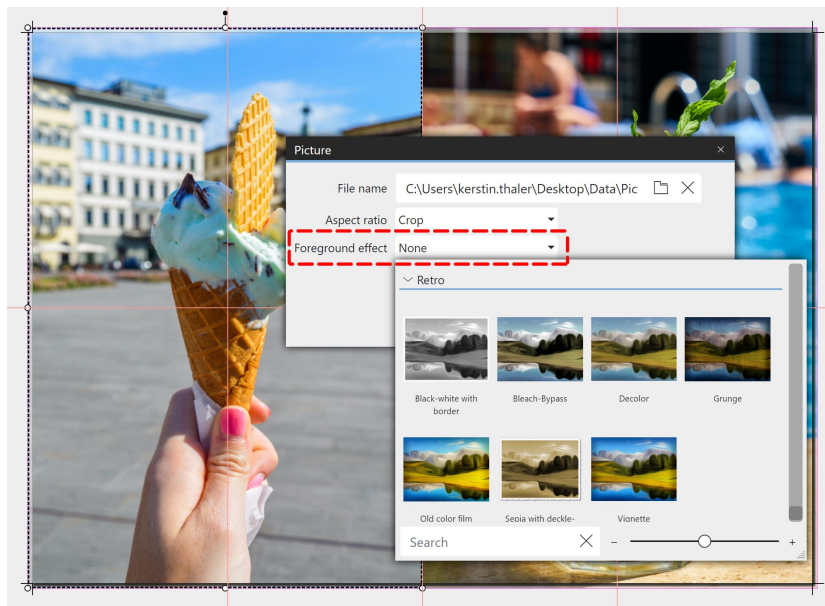 Picture
File name C:\Users\kerstin.thaler\Desktop\Data\Pic
Aspect ratio Crop
Foreground effect None
Retro
Black-white with border
Bleach-Bypass
Decolor
Grunge
Old color film
Sepia with deckle-
Vignette
Search